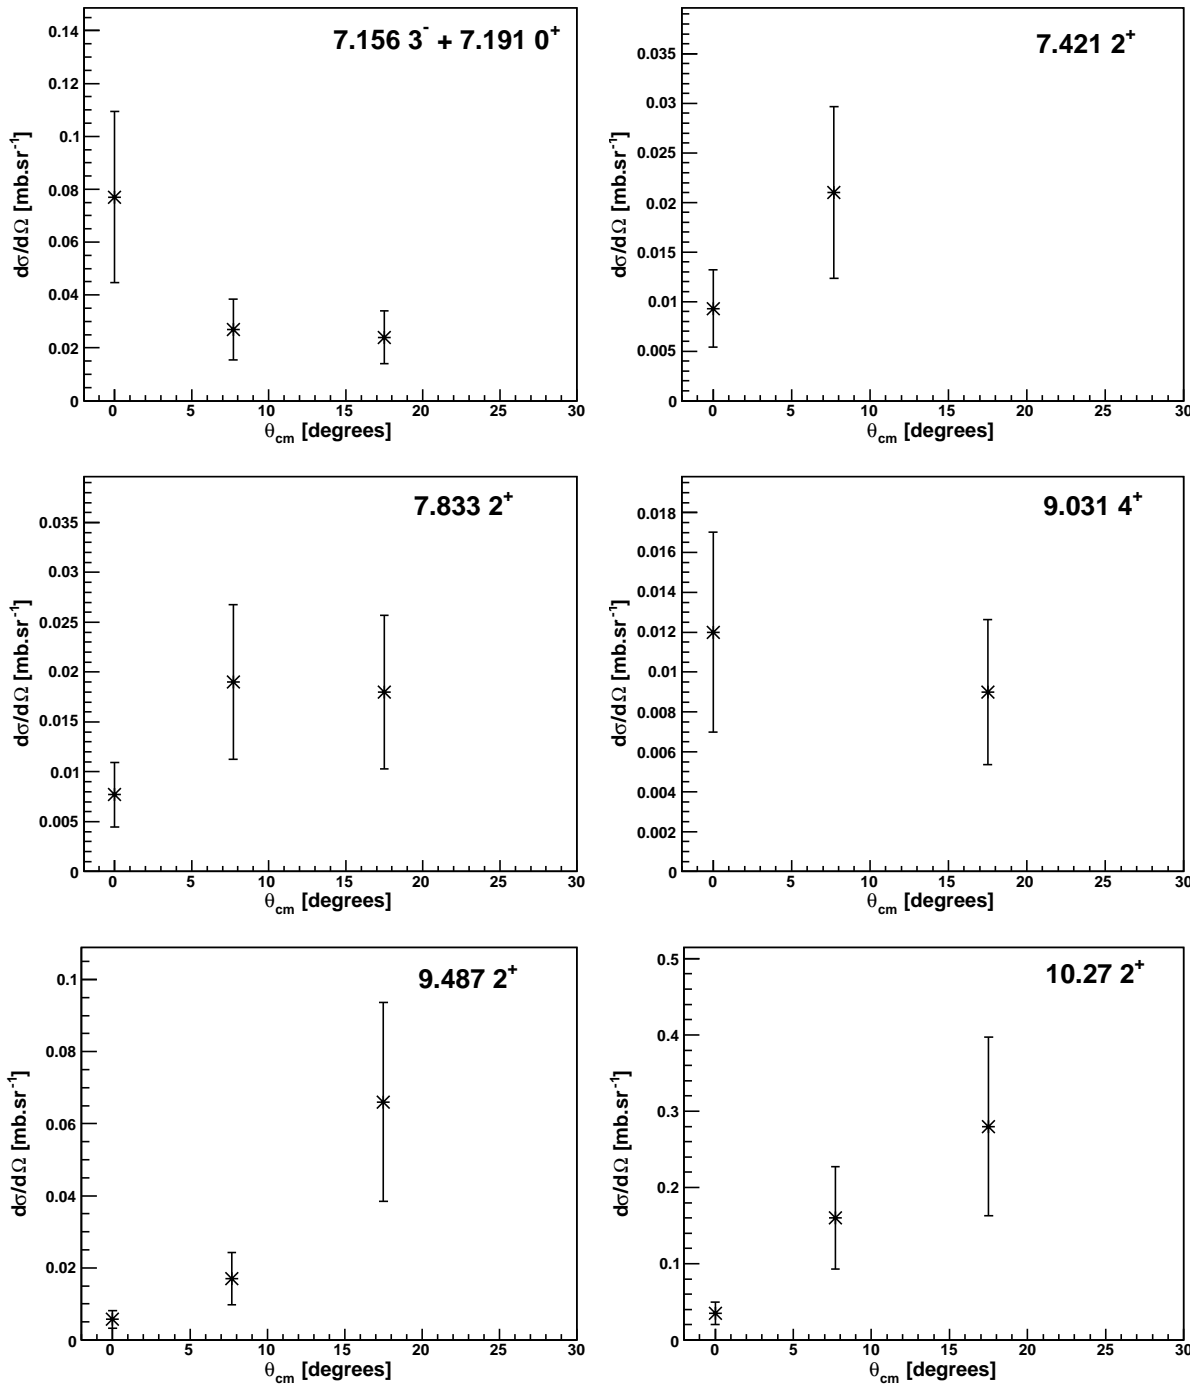 7.156 3⁻ + 7.191 0⁺
dσ/dΩ [mb.sr⁻¹]
0.14
0.12
0.1
0.08
0.06
0.04
0.02
0
0 5 10 15 20 25 30
θcm [degrees]
7.421 2⁺
dσ/dΩ [mb.sr⁻¹]
0.035
0.03
0.025
0.02
0.015
0.01
0.005
0
0 5 10 15 20 25 30
θcm [degrees]
7.833 2⁺
dσ/dΩ [mb.sr⁻¹]
0.035
0.03
0.025
0.02
0.015
0.01
0.005
0
0 5 10 15 20 25 30
θcm [degrees]
9.031 4⁺
dσ/dΩ [mb.sr⁻¹]
0.018
0.016
0.014
0.012
0.01
0.008
0.006
0.004
0.002
0
0 5 10 15 20 25 30
θcm [degrees]
9.487 2⁺
dσ/dΩ [mb.sr⁻¹]
0.1
0.08
0.06
0.04
0.02
0
0 5 10 15 20 25 30
θcm [degrees]
10.27 2⁺
dσ/dΩ [mb.sr⁻¹]
0.5
0.4
0.3
0.2
0.1
0
0 5 10 15 20 25 30
θcm [degrees]